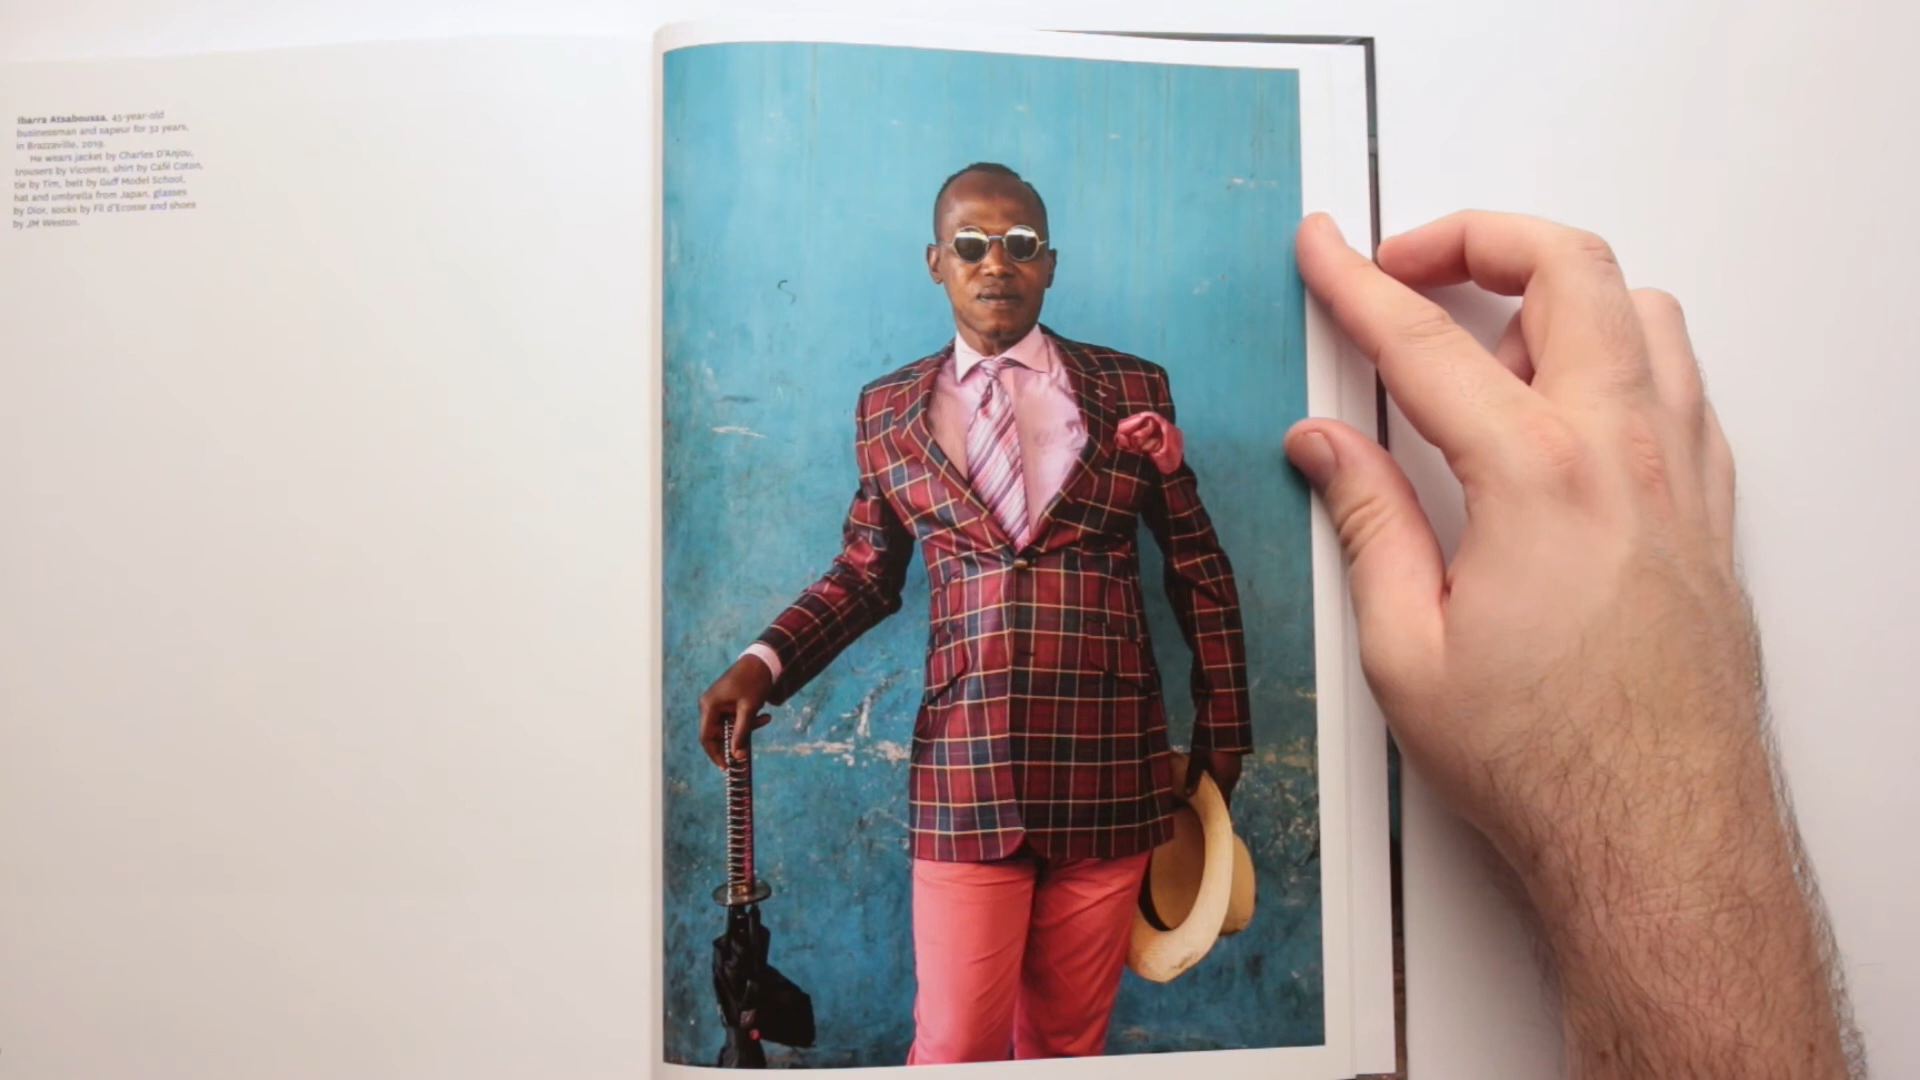 Ibarra Atsaboussa, 45-year-old
businessman and sapeur for 32 years,
in Brazzaville, 2019.
He wears jacket by Charles D'Anjou,
trousers by Vicomte, shirt by Café Coton,
tie by Tim, belt by Guff Model School,
hat and umbrella from Japan, glasses
by Dior, socks by Fil d'Ecosse and shoes
by JM Weston.